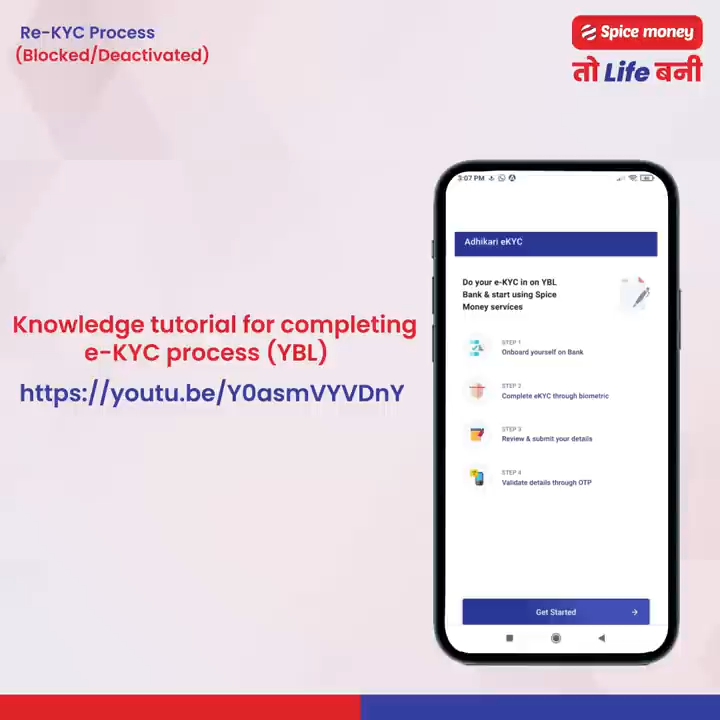 Re-KYC Process
(Blocked/Deactivated)
Spice money
तो Life बनी
Knowledge tutorial for completing
e-KYC process (YBL)
https://youtu.be/Y0asmVYVDnY
3:07 PM
Adhikari eKYC
Do your e-KYC in on YBL
Bank & start using Spice
Money services
STEP 1
Onboard yourself on Bank
STEP 2
Complete eKYC through biometric
STEP 3
Review & submit your details
STEP 4
Validate details through OTP
Get Started